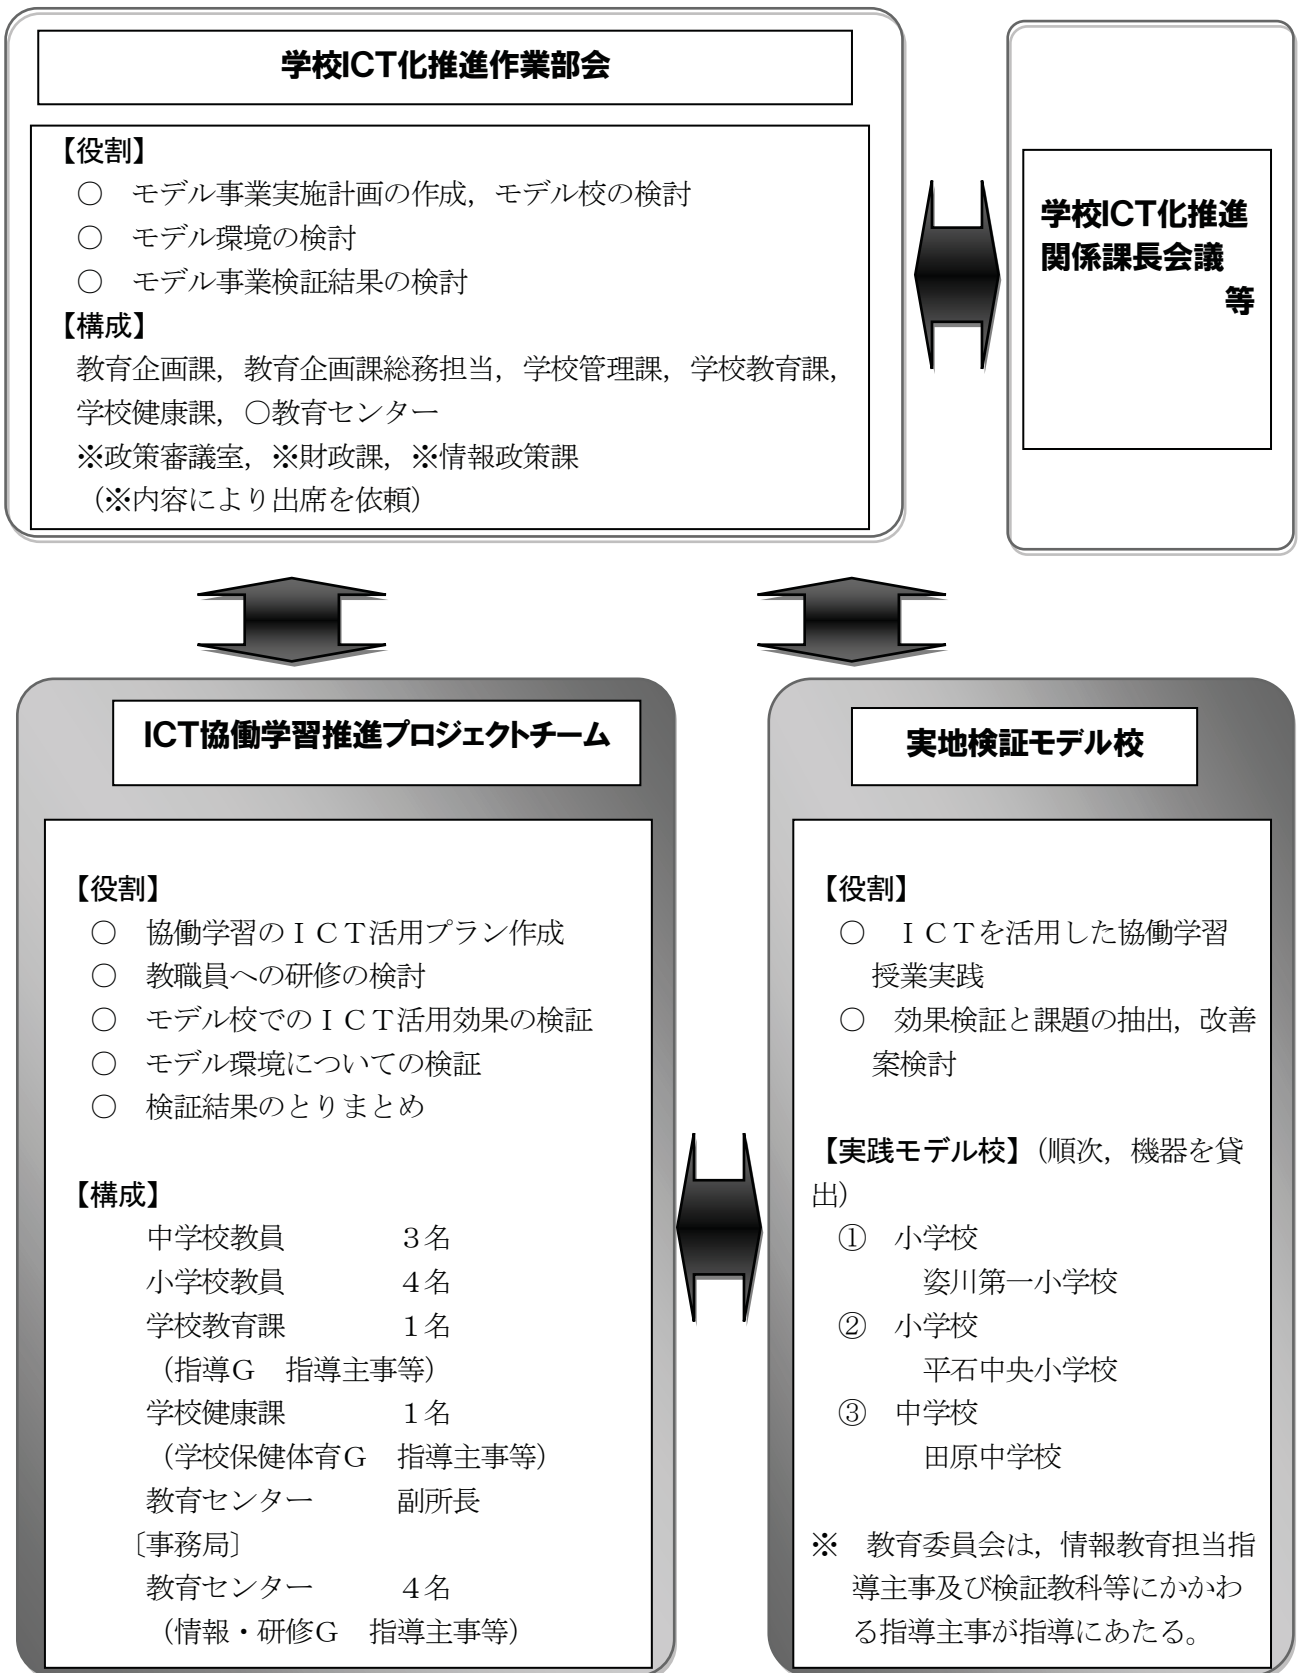 学校ICT化推進作業部会
【役割】
○　モデル事業実施計画の作成，モデル校の検討
○　モデル環境の検討
○　モデル事業検証結果の検討
【構成】
教育企画課，教育企画課総務担当，学校管理課，学校教育課，
学校健康課，○教育センター
※政策審議室，※財政課，※情報政策課
（※内容により出席を依頼）
学校ICT化推進
関係課長会議
等
ICT協働学習推進プロジェクトチーム
【役割】
○　協働学習のＩＣＴ活用プラン作成
○　教職員への研修の検討
○　モデル校でのＩＣＴ活用効果の検証
○　モデル環境についての検証
○　検証結果のとりまとめ
【構成】
中学校教員　　　　３名
小学校教員　　　　４名
学校教育課　　　　１名
（指導Ｇ　指導主事等）
学校健康課　　　　１名
（学校保健体育Ｇ　指導主事等）
教育センター　　　副所長
〔事務局〕
教育センター　　　４名
（情報・研修Ｇ　指導主事等）
実地検証モデル校
【役割】
○　ＩＣＴを活用した協働学習
授業実践
○　効果検証と課題の抽出，改善
案検討
【実践モデル校】（順次，機器を貸
出）
①　小学校
姿川第一小学校
②　小学校
平石中央小学校
③　中学校
田原中学校
※　教育委員会は，情報教育担当指
導主事及び検証教科等にかかわ
る指導主事が指導にあたる。